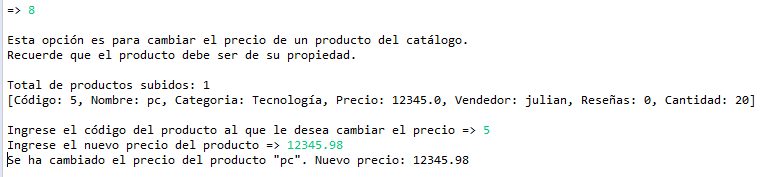 => 8
Esta opción es para cambiar el precio de un producto del catálogo.
Recuerde que el producto debe ser de su propiedad.
Total de productos subidos: 1
[Código: 5, Nombre: pc, Categoria: Tecnología, Precio: 12345.0, Vendedor: julian, Reseñas: 0, Cantidad: 20]
Ingrese el código del producto al que le desea cambiar el precio => 5
Ingrese el nuevo precio del producto => 12345.98
Se ha cambiado el precio del producto "pc". Nuevo precio: 12345.98